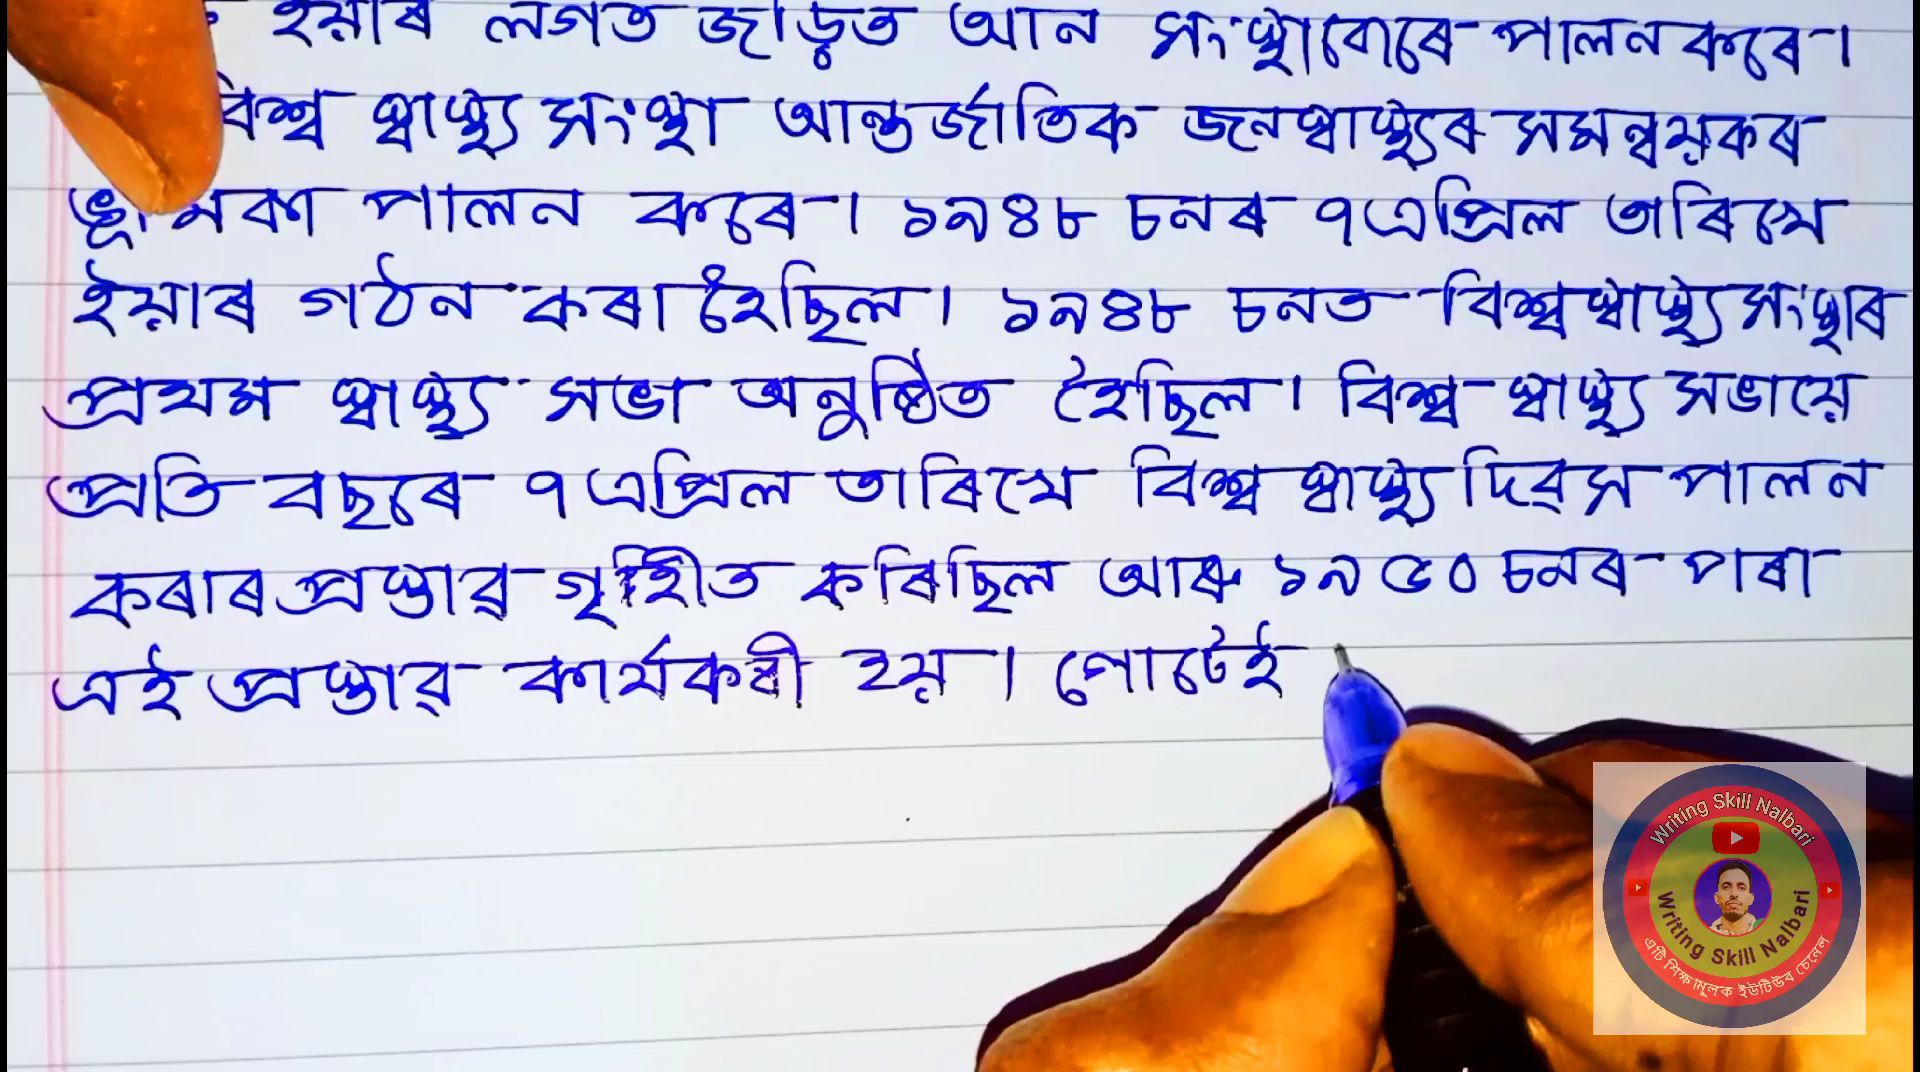 ইয়াৰ লগত জড়িত আন সংস্থাবোৰে পালন কৰে।
বিশ্ব স্বাস্থ্য সংস্থা আন্তৰ্জাতিক জনস্বাস্থ্যৰ সমন্বয়কৰ
ভূমিকা পালন কৰে। ১৯৪৮ চনৰ ৭ এপ্ৰিল তাৰিখে
ইয়াৰ গঠন কৰা হৈছিল। ১৯৪৮ চনত বিশ্ব স্বাস্থ্য সংস্থাৰ
প্ৰথম স্বাস্থ্য সভা অনুষ্ঠিত হৈছিল। বিশ্ব স্বাস্থ্য সভায়ে
প্ৰতি বছৰে ৭ এপ্ৰিল তাৰিখে বিশ্ব স্বাস্থ্য দিৱস পালন
কৰাৰ প্ৰস্তাৱ গৃহীত কৰিছিল আৰু ১৯৫০ চনৰ পৰা
এই প্ৰস্তাৱ কাৰ্যকৰী হয়। গোটেই
Writing Skill Nalbari
Writing Skill Nalbari
এটি শিক্ষামূলক ইউটিউব চেনেল